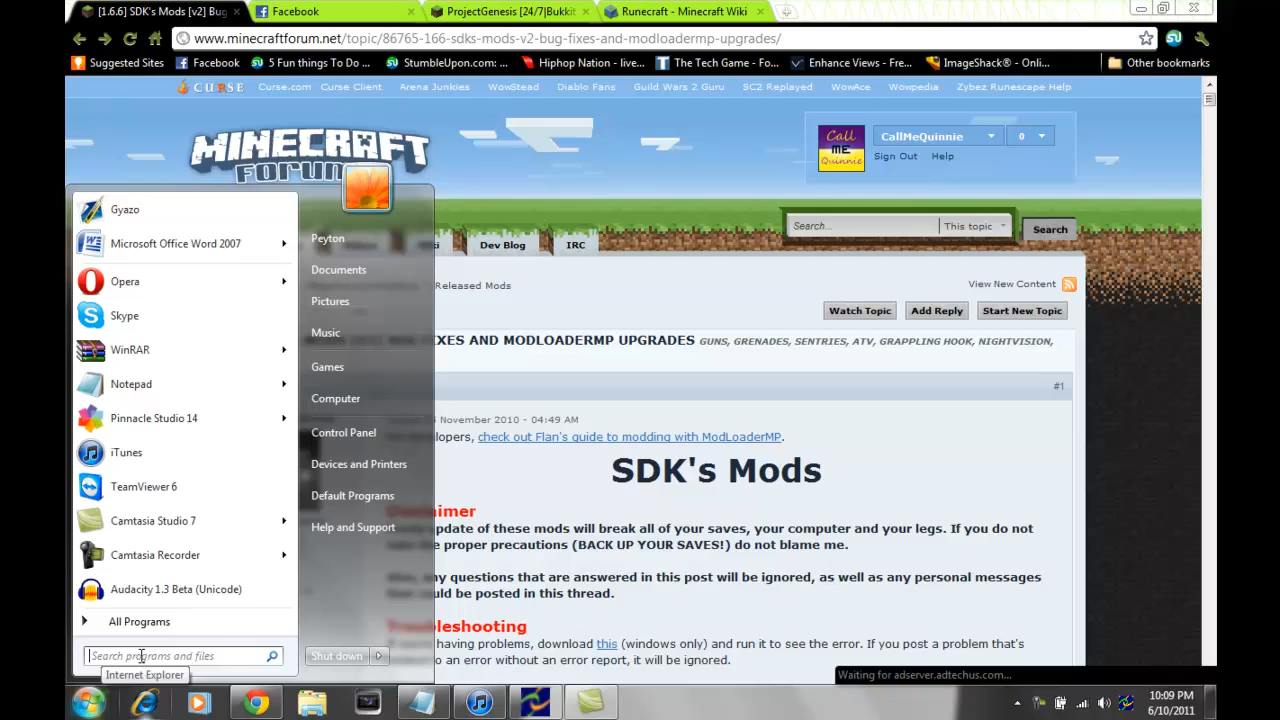 [1.6.6] SDK's Mods [v2] Bug
Facebook
ProjectGenesis [24/7|Bukkit
Runecraft - Minecraft Wiki
www.minecraftforum.net/topic/86765-166-sdks-mods-v2-bug-fixes-and-modloadermp-upgrades/
Suggested Sites
Facebook
5 Fun things To Do ...
StumbleUpon.com: ...
Hiphop Nation - live...
The Tech Game - Fo...
Enhance Views - Fre...
ImageShack® - Onli...
Other bookmarks
CURSE
Curse.com
Curse Client
Arena Junkies
WowStead
Diablo Fans
Guild Wars 2 Guru
SC2 Replayed
WowAce
Wowpedia
Zybez Runescape Help
MINECRAFT
FORUM
Call
ME
Quinnie
CallMeQuinnie
0
Sign Out
Help
Search...
This topic
Search
Dev Blog
IRC
Released Mods
View New Content
Watch Topic
Add Reply
Start New Topic
EXES AND MODLOADERMP UPGRADES GUNS, GRENADES, SENTRIES, ATV, GRAPPLING HOOK, NIGHTVISION,
#1
November 2010 - 04:49 AM
elopers, check out Flan's guide to modding with ModLoaderMP.
SDK's Mods
Disclaimer
update of these mods will break all of your saves, your computer and your legs. If you do not
proper precautions (BACK UP YOUR SAVES!) do not blame me.
any questions that are answered in this post will be ignored, as well as any personal messages
that could be posted in this thread.
Troubleshooting
having problems, download this (windows only) and run it to see the error. If you post a problem that's
to an error without an error report, it will be ignored.
Gyazo
Microsoft Office Word 2007
Opera
Skype
WinRAR
Notepad
Pinnacle Studio 14
iTunes
TeamViewer 6
Camtasia Studio 7
Camtasia Recorder
Audacity 1.3 Beta (Unicode)
All Programs
Search programs and files
Internet Explorer
Peyton
Documents
Pictures
Music
Games
Computer
Control Panel
Devices and Printers
Default Programs
Help and Support
Shut down
Waiting for adserver.adtechus.com...
10:09 PM
6/10/2011